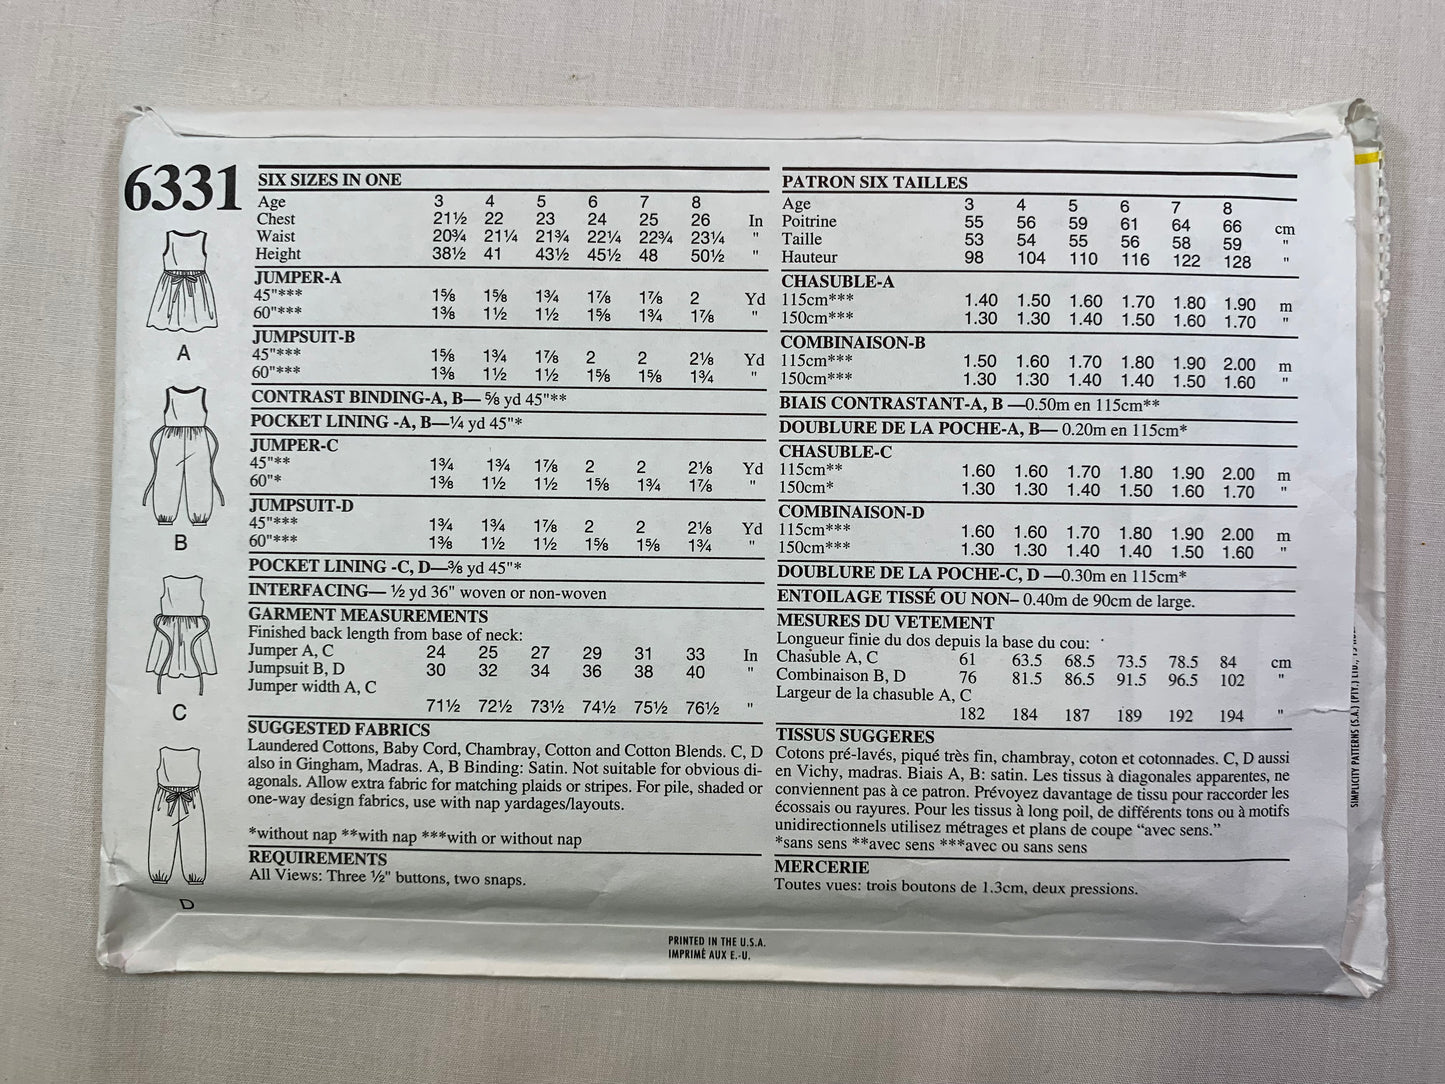 6331
A
B
C
D
SIX SIZES IN ONE
Age 3 4 5 6 7 8
Chest 21½ 22 23 24 25 26 In
Waist 20¾ 21¼ 21¾ 22¼ 22¾ 23¼ "
Height 38½ 41 43½ 45½ 48 50½ "
JUMPER-A
45"*** 1⅝ 1⅝ 1¾ 1⅞ 1⅞ 2 Yd
60"*** 1⅜ 1½ 1½ 1⅝ 1¾ 1⅞ "
JUMPSUIT-B
45"*** 1⅝ 1¾ 1⅞ 2 2 2⅛ Yd
60"*** 1⅜ 1½ 1½ 1⅝ 1⅝ 1¾ "
CONTRAST BINDING-A, B— ⅝ yd 45"**
POCKET LINING -A, B—¼ yd 45"*
JUMPER-C
45"** 1¾ 1¾ 1⅞ 2 2 2⅛ Yd
60"* 1⅜ 1½ 1½ 1⅝ 1¾ 1⅞ "
JUMPSUIT-D
45"*** 1¾ 1¾ 1⅞ 2 2 2⅛ Yd
60"*** 1⅜ 1½ 1½ 1⅝ 1⅝ 1¾ "
POCKET LINING -C, D—⅜ yd 45"*
INTERFACING— ½ yd 36" woven or non-woven
GARMENT MEASUREMENTS
Finished back length from base of neck:
Jumper A, C 24 25 27 29 31 33 In
Jumpsuit B, D 30 32 34 36 38 40 "
Jumper width A, C
71½ 72½ 73½ 74½ 75½ 76½ "
SUGGESTED FABRICS
Laundered Cottons, Baby Cord, Chambray, Cotton and Cotton Blends. C, D
also in Gingham, Madras. A, B Binding: Satin. Not suitable for obvious di-
agonals. Allow extra fabric for matching plaids or stripes. For pile, shaded or
one-way design fabrics, use with nap yardages/layouts.
*without nap **with nap ***with or without nap
REQUIREMENTS
All Views: Three ½" buttons, two snaps.
PATRON SIX TAILLES
Age 3 4 5 6 7 8
Poitrine 55 56 59 61 64 66 cm
Taille 53 54 55 56 58 59 "
Hauteur 98 104 110 116 122 128 "
CHASUBLE-A
115cm*** 1.40 1.50 1.60 1.70 1.80 1.90 m
150cm*** 1.30 1.30 1.40 1.50 1.60 1.70 "
COMBINAISON-B
115cm*** 1.50 1.60 1.70 1.80 1.90 2.00 m
150cm*** 1.30 1.30 1.40 1.40 1.50 1.60 "
BIAIS CONTRASTANT-A, B —0.50m en 115cm**
DOUBLURE DE LA POCHE-A, B— 0.20m en 115cm*
CHASUBLE-C
115cm** 1.60 1.60 1.70 1.80 1.90 2.00 m
150cm* 1.30 1.30 1.40 1.50 1.60 1.70 "
COMBINAISON-D
115cm*** 1.60 1.60 1.70 1.80 1.90 2.00 m
150cm*** 1.30 1.30 1.40 1.40 1.50 1.60 "
DOUBLURE DE LA POCHE-C, D —0.30m en 115cm*
ENTOILAGE TISSÉ OU NON– 0.40m de 90cm de large.
MESURES DU VETEMENT
Longueur finie du dos depuis la base du cou:
Chasuble A, C 61 63.5 68.5 73.5 78.5 84 cm
Combinaison B, D 76 81.5 86.5 91.5 96.5 102 "
Largeur de la chasuble A, C
182 184 187 189 192 194 "
TISSUS SUGGERES
Cotons pré-lavés, piqué très fin, chambray, coton et cotonnades. C, D aussi
en Vichy, madras. Biais A, B: satin. Les tissus à diagonales apparentes, ne
conviennent pas à ce patron. Prévoyez davantage de tissu pour raccorder les
écossais ou rayures. Pour les tissus à long poil, de différents tons ou à motifs
unidirectionnels utilisez métrages et plans de coupe “avec sens.”
*sans sens **avec sens ***avec ou sans sens
MERCERIE
Toutes vues: trois boutons de 1.3cm, deux pressions.
PRINTED IN THE U.S.A.
IMPRIMÉ AUX E.-U.
SIMPLICITY PATTERNS (S.A.) (PTY.) LTD.,